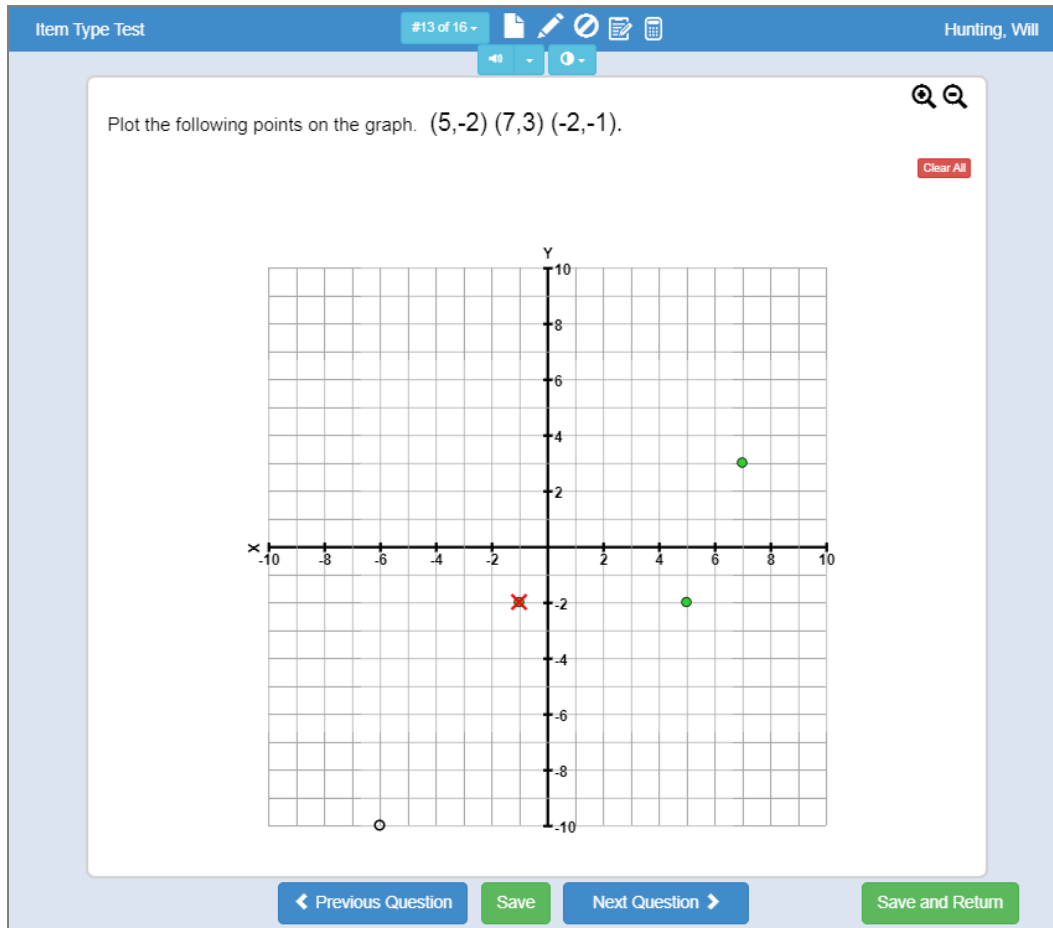 Item Type Test
#13 of 16
Hunting, Will
Plot the following points on the graph. (5,-2) (7,3) (-2,-1).
Clear All
Y
10
8
6
4
2
X
-10 -8 -6 -4 -2 2 4 6 8 10
-2
-4
-6
-8
-10
Previous Question
Save
Next Question
Save and Return